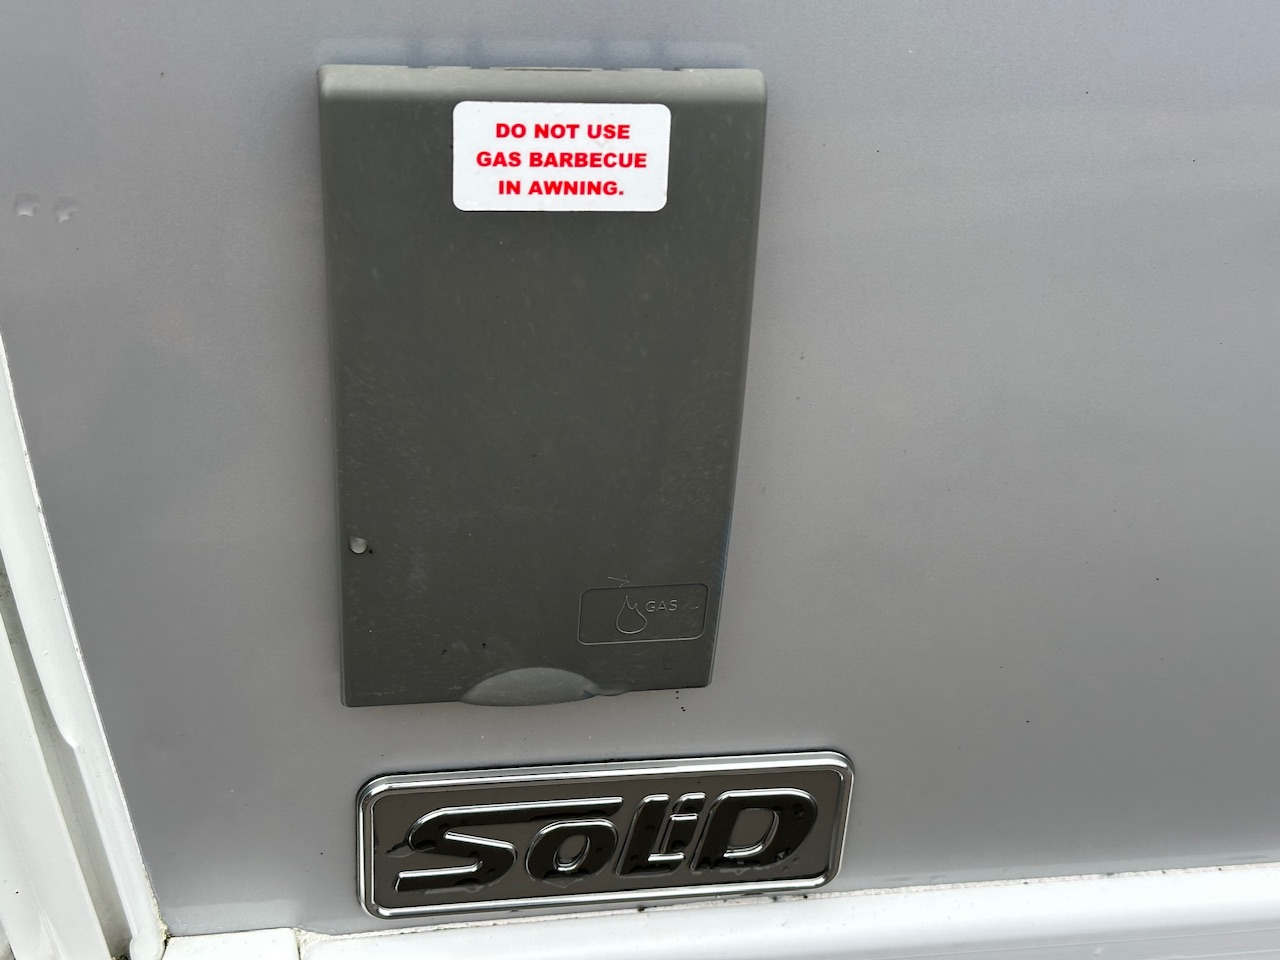 DO NOT USE
GAS BARBECUE
IN AWNING.
GAS
SOLiD